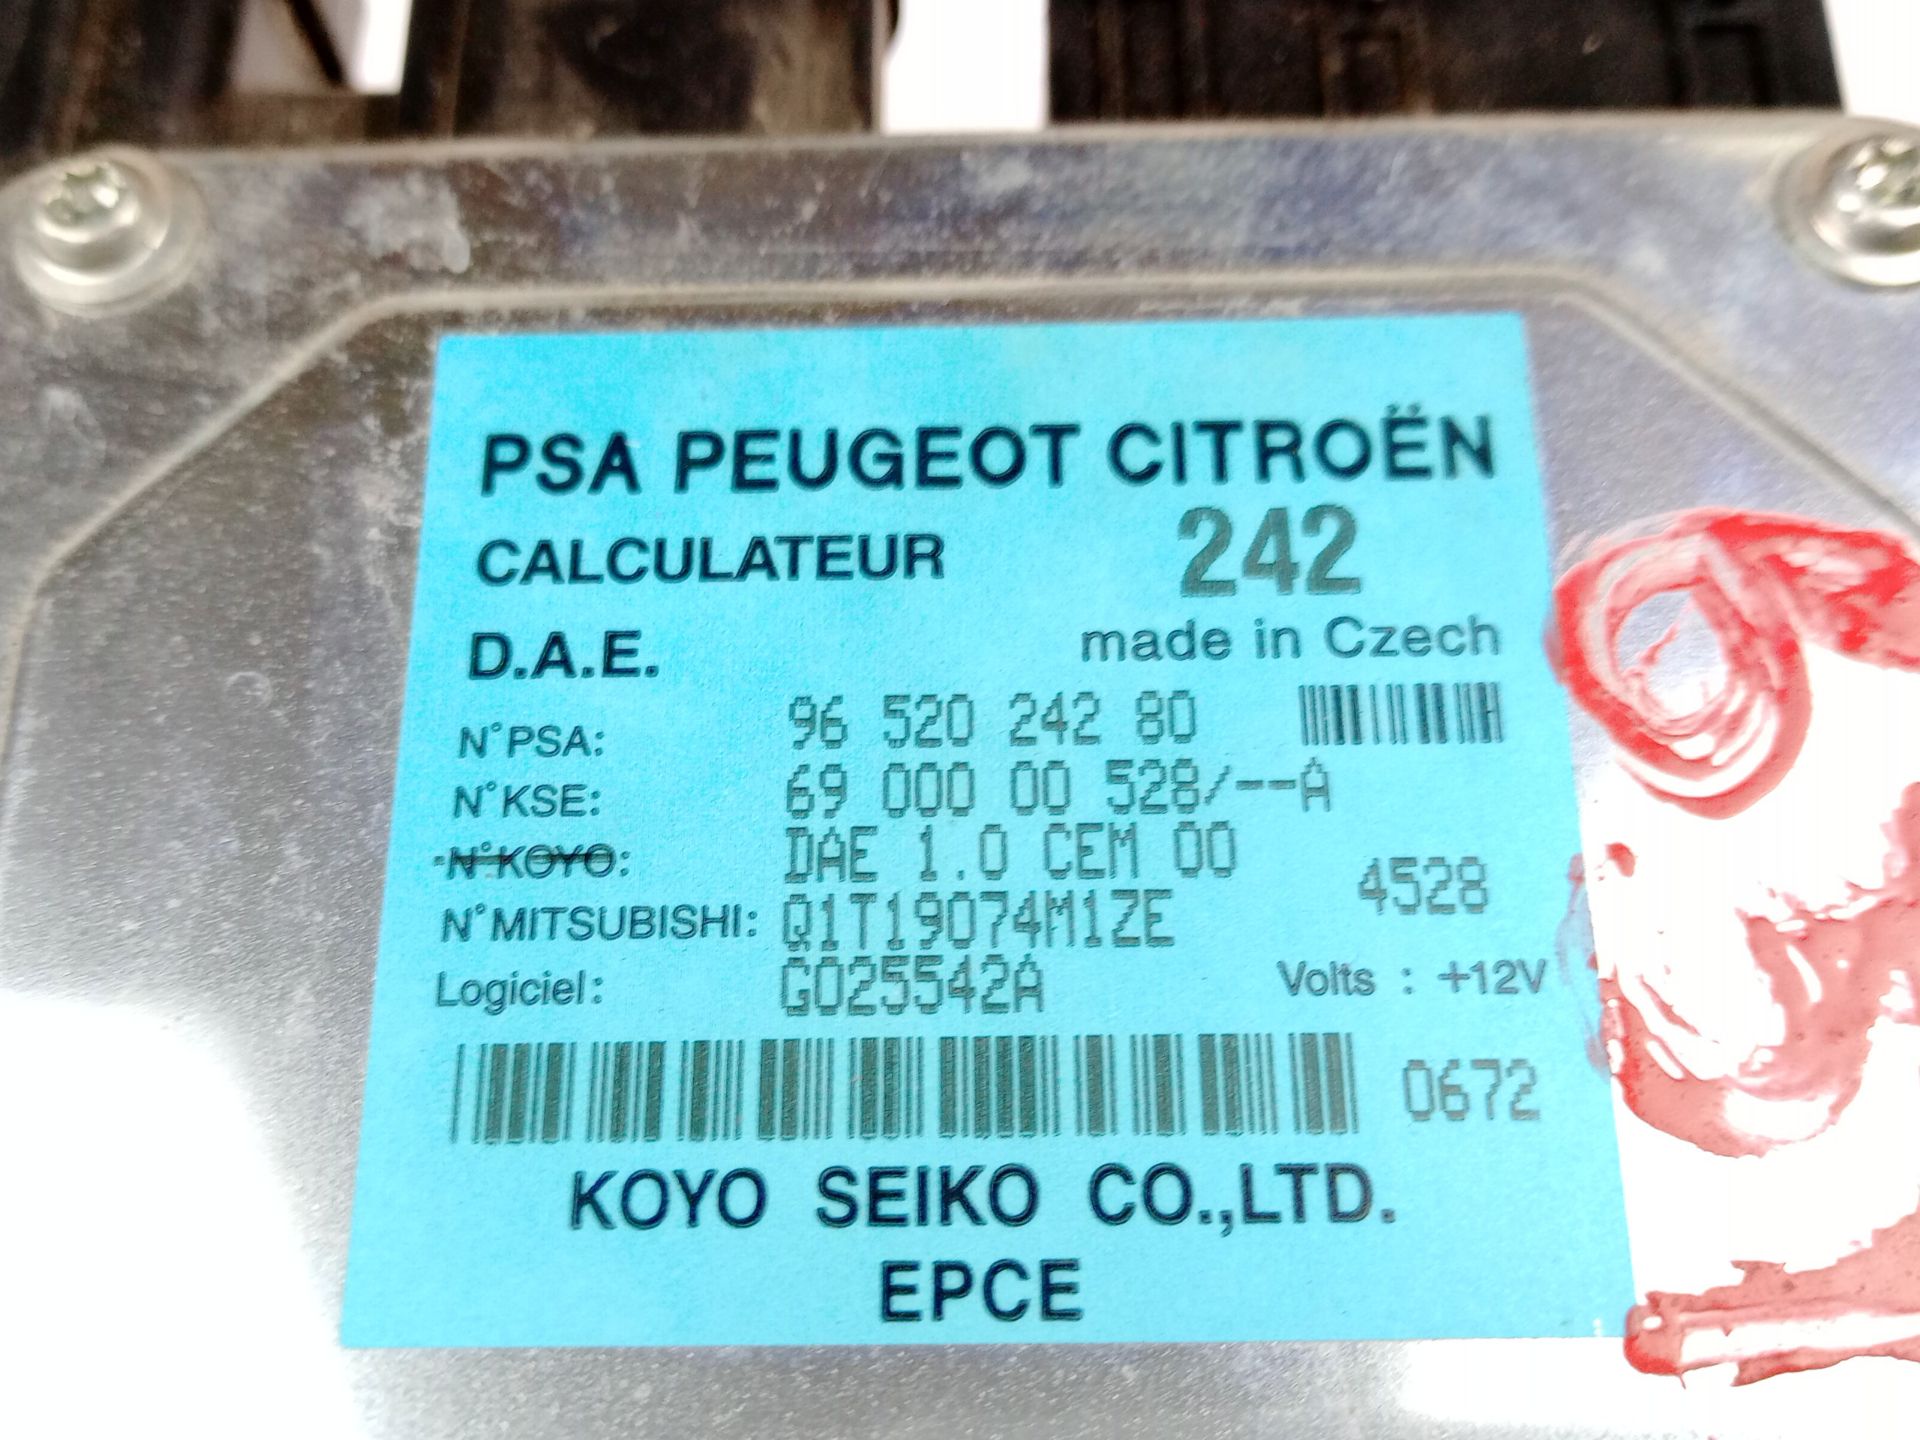 PSA PEUGEOT CITROËN
CALCULATEUR 242
D.A.E. made in Czech
N°PSA: 96 520 242 80
N°KSE: 69 000 00 528/--A
N°KOYO: DAE 1.0 CEM 00
4528
N°MITSUBISHI: Q1T19074M1ZE
Logiciel: G025542A Volts : +12V
0672
KOYO SEIKO CO.,LTD.
EPCE